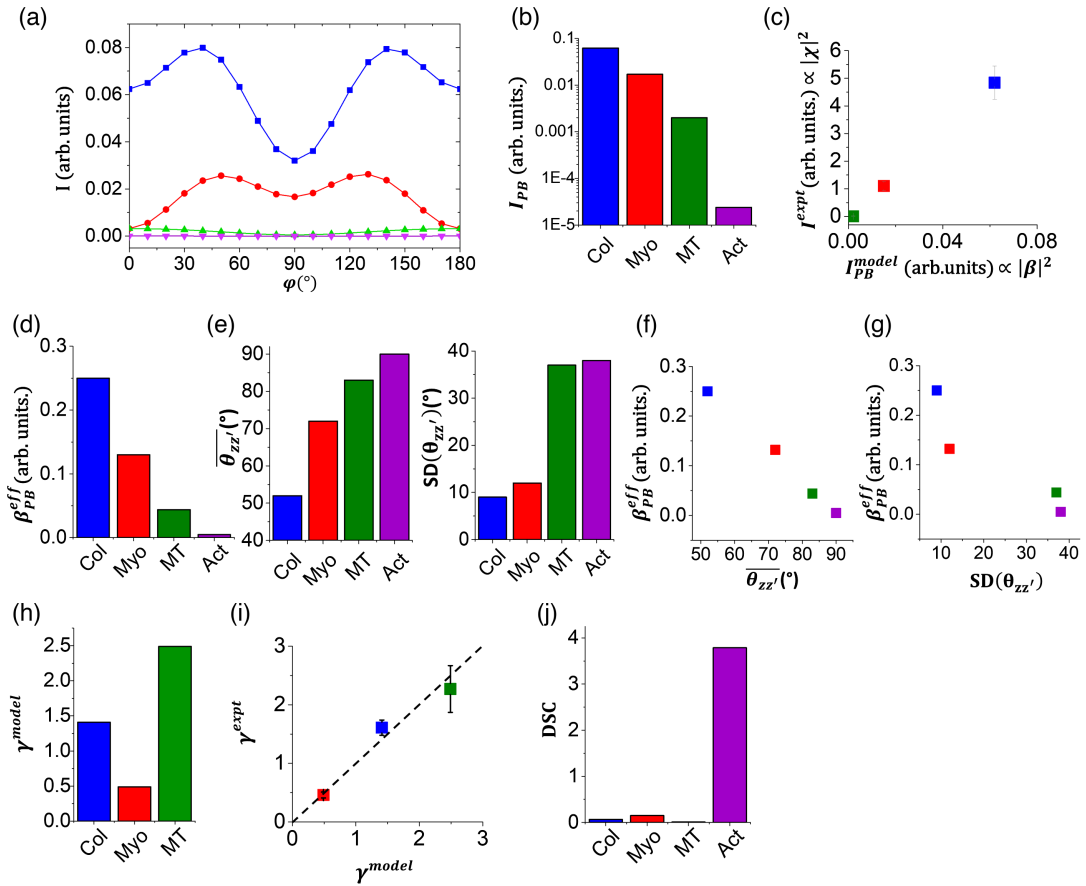 (a)
I (arb. units)
0.08
0.06
0.04
0.02
0.00
0 30 60 90 120 150 180
φ(°)
(b)
I_PB (arb. units.)
0.1
0.01
0.001
1E-4
1E-5
Col Myo MT Act
(c)
I^expt (arb. units.) ∝ |χ|²
6
5
4
3
2
1
0
0.00 0.04 0.08
I_PB^model (arb.units) ∝ |β|²
(d)
β_PB^eff (arb. units.)
0.3
0.2
0.1
0.0
Col Myo MT Act
(e)
θ̅_zz′(°)
90
80
70
60
50
40
Col Myo MT Act
SD(θ_zz′)(°)
40
30
20
10
0
Col Myo MT Act
(f)
β_PB^eff (arb. units.)
0.3
0.2
0.1
0.0
50 60 70 80 90
θ̅_zz′(°)
(g)
β_PB^eff (arb. units.)
0.3
0.2
0.1
0.0
10 20 30 40
SD(θ_zz′)
(h)
γ^model
2.5
2.0
1.5
1.0
0.5
0.0
Col Myo MT
(i)
γ^expt
3
2
1
0
0 1 2 3
γ^model
(j)
DSC
4
3
2
1
0
Col Myo MT Act